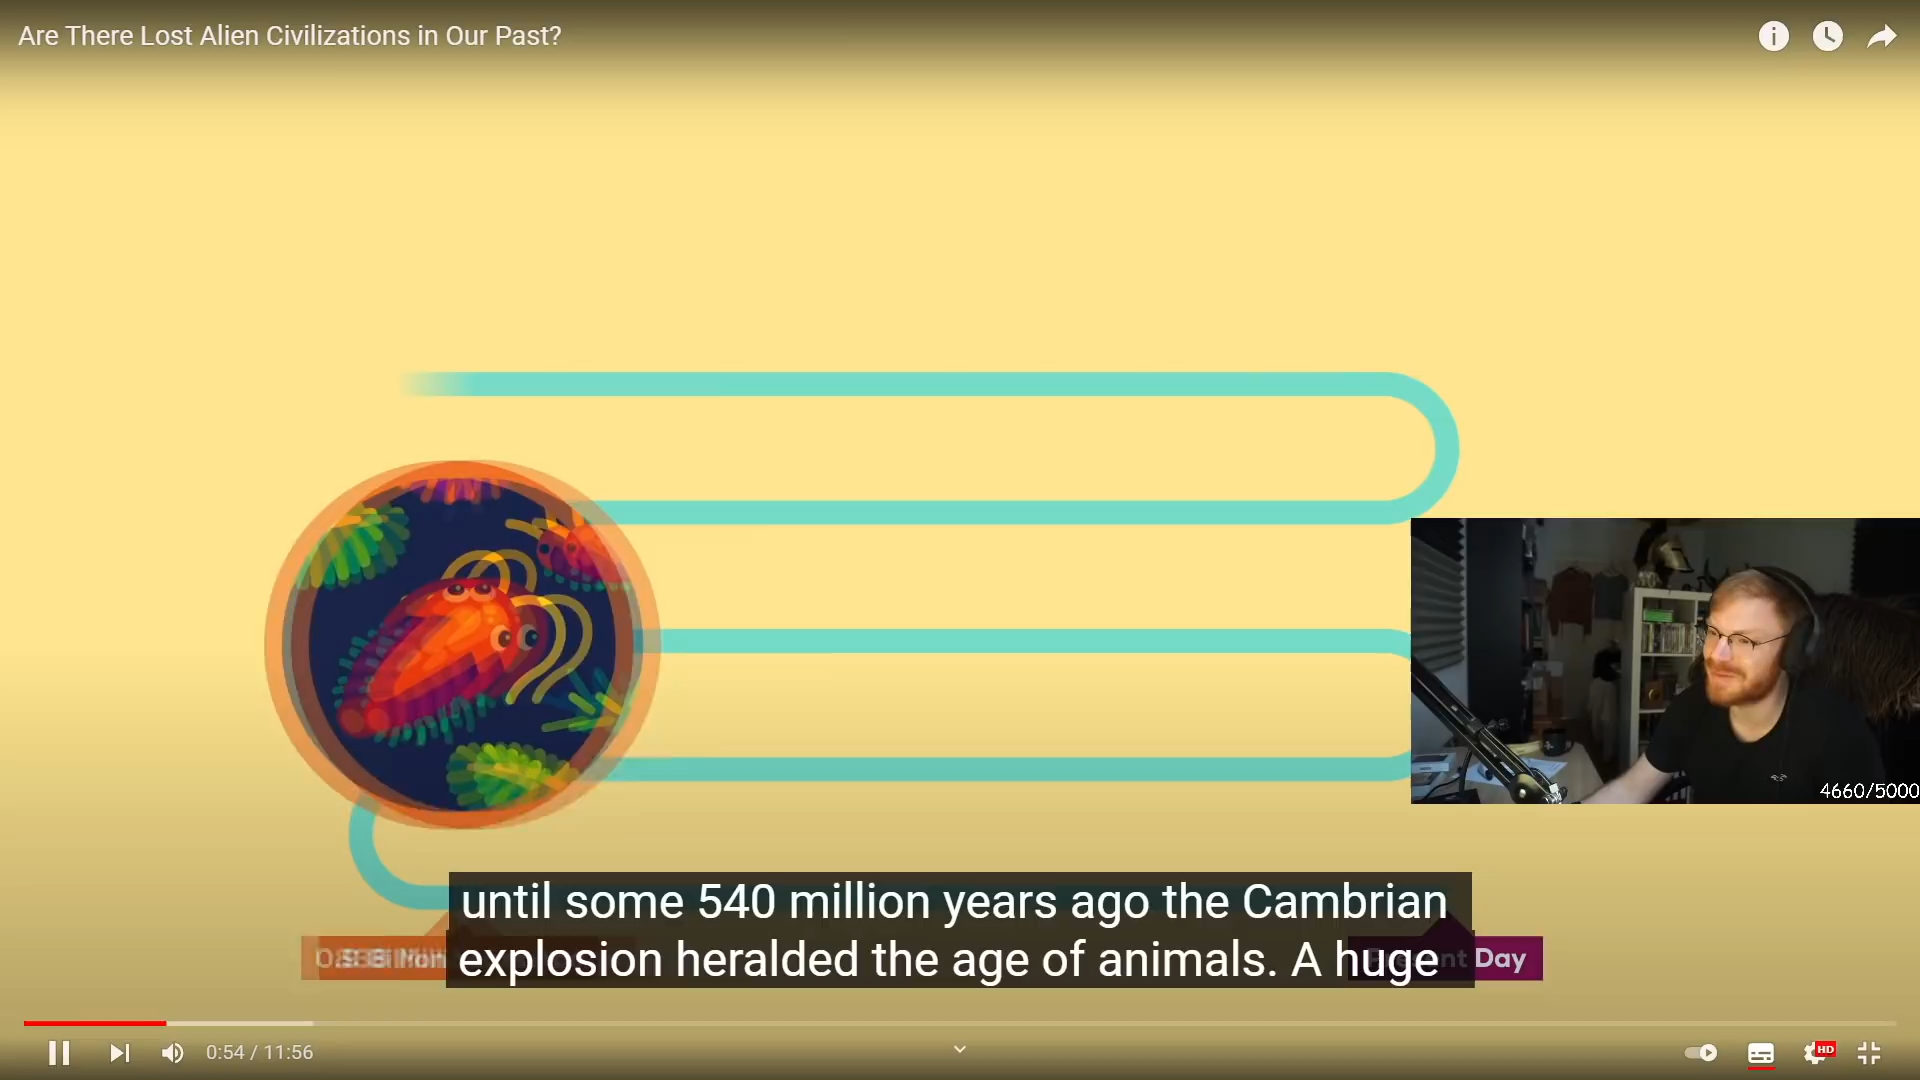 Are There Lost Alien Civilizations in Our Past?
4660/5000
until some 540 million years ago the Cambrian
explosion heralded the age of animals. A huge
Day
0:54 / 11:56
HD